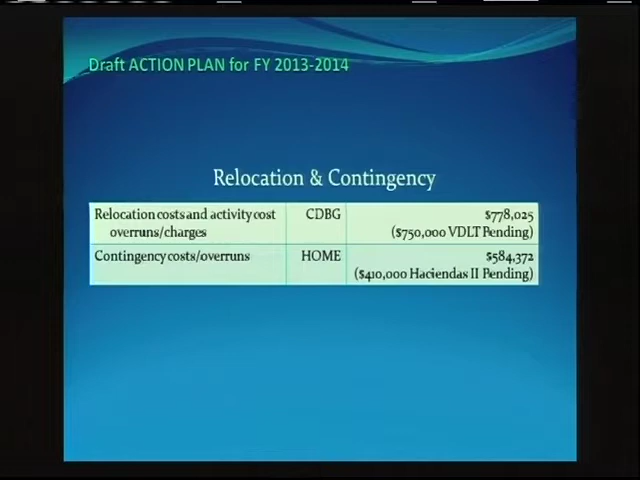 Draft ACTION PLAN for FY 2013-2014
Relocation & Contingency
Relocation costs and activity cost overruns/charges CDBG $778,025 ($750,000 VDLT Pending)
Contingency costs/overruns HOME $584,372 ($410,000 Haciendas II Pending)